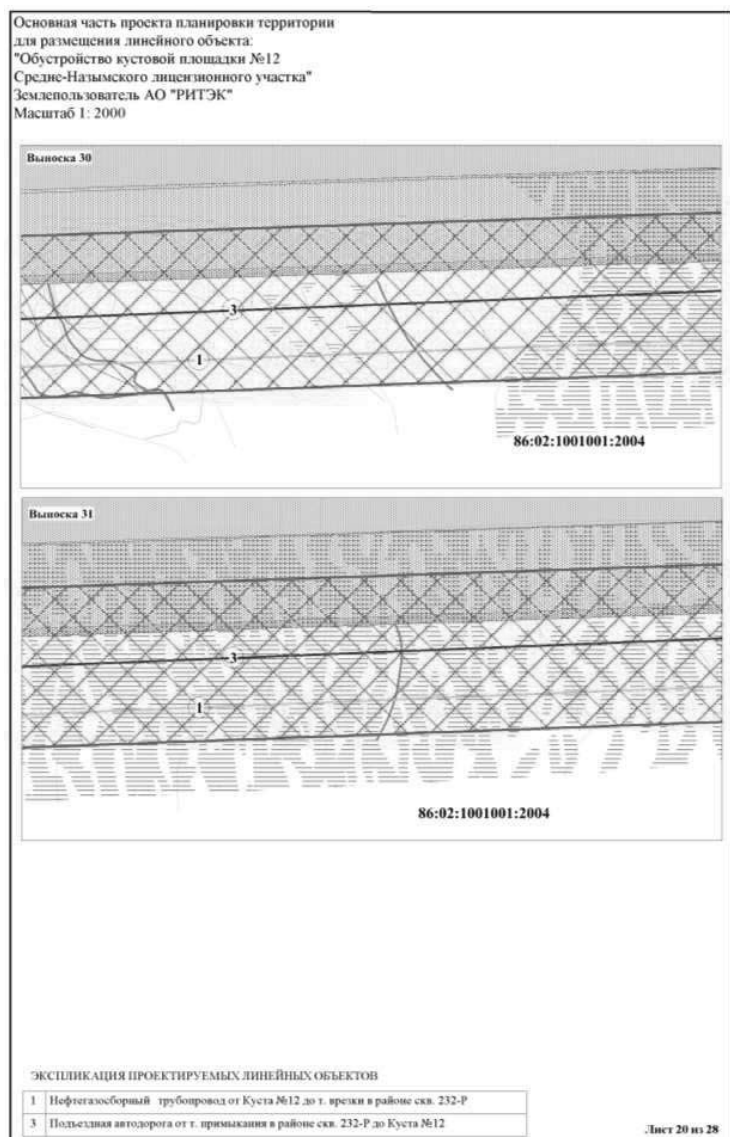 Основная часть проекта планировки территории
для размещения линейного объекта:
"Обустройство кустовой площадки №12
Средне-Назымского лицензионного участка"
Землепользователь АО "РИТЭК"
Масштаб 1: 2000
Выноска 30
3
1
86:02:1001001:2004
Выноска 31
3
1
86:02:1001001:2004
ЭКСПЛИКАЦИЯ ПРОЕКТИРУЕМЫХ ЛИНЕЙНЫХ ОБЪЕКТОВ
1 Нефтегазосборный трубопровод от Куста №12 до т. врезки в районе скв. 232-Р
3 Подъездная автодорога от т. примыкания в районе скв. 232-Р до Куста №12
Лист 20 из 28